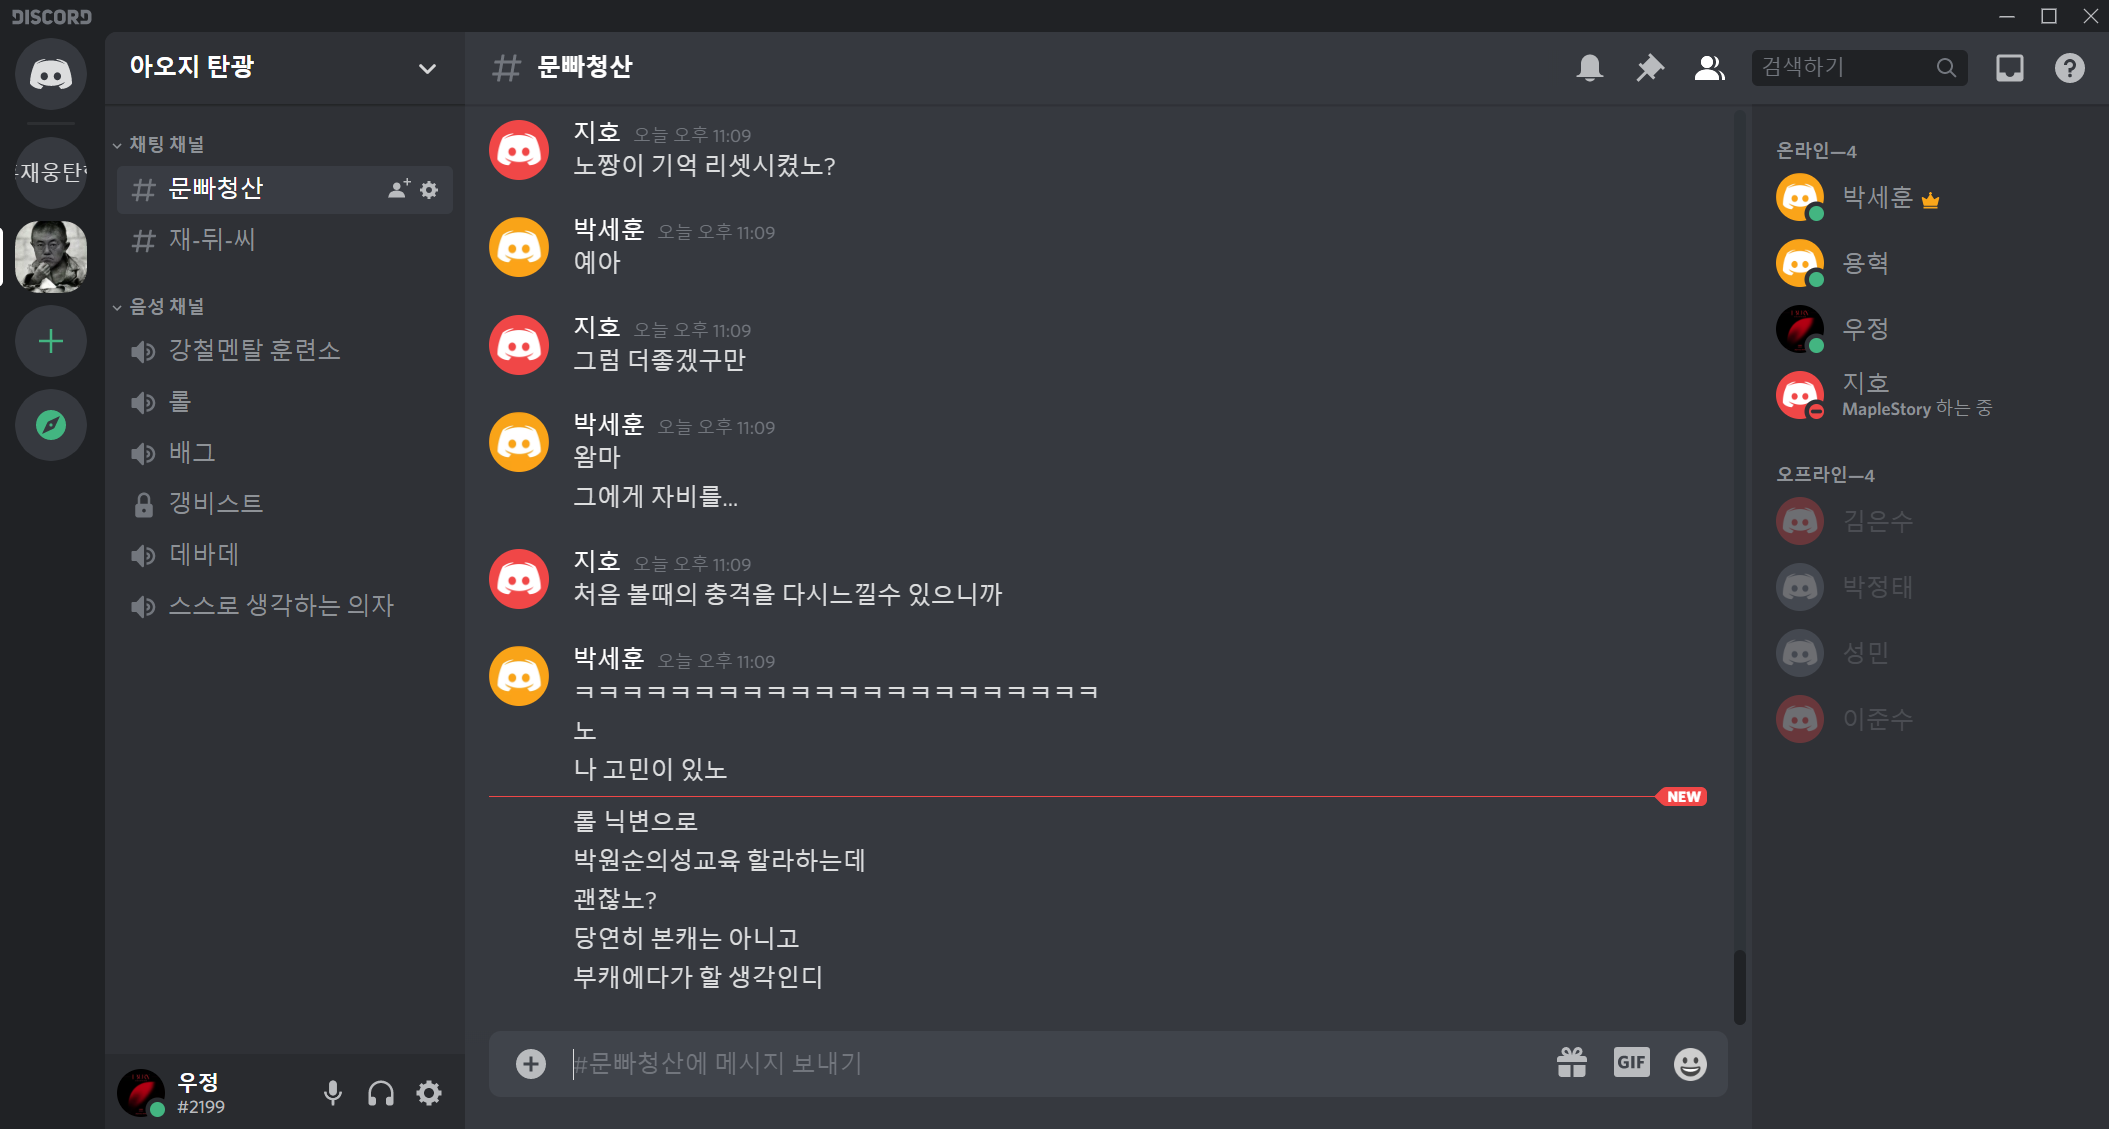 DISCORD
재웅탄
아오지 탄광
채팅 채널
문빠청산
재-뒤-씨
음성 채널
강철멘탈 훈련소
롤
배그
갱비스트
데바데
스스로 생각하는 의자
우정
#2199
문빠청산
검색하기
지호 오늘 오후 11:09
노짱이 기억 리셋시켰노?
박세훈 오늘 오후 11:09
예아
지호 오늘 오후 11:09
그럼 더좋겠구만
박세훈 오늘 오후 11:09
왐마
그에게 자비를...
지호 오늘 오후 11:09
처음 볼때의 충격을 다시느낄수 있으니까
박세훈 오늘 오후 11:09
ㅋㅋㅋㅋㅋㅋㅋㅋㅋㅋㅋㅋㅋㅋㅋㅋㅋㅋㅋㅋㅋㅋ
노
나 고민이 있노
NEW
롤 닉변으로
박원순의성교육 할라하는데
괜찮노?
당연히 본캐는 아니고
부캐에다가 할 생각인디
#문빠청산에 메시지 보내기
GIF
온라인—4
박세훈
용혁
우정
지호
MapleStory 하는 중
오프라인—4
김은수
박정태
성민
이준수